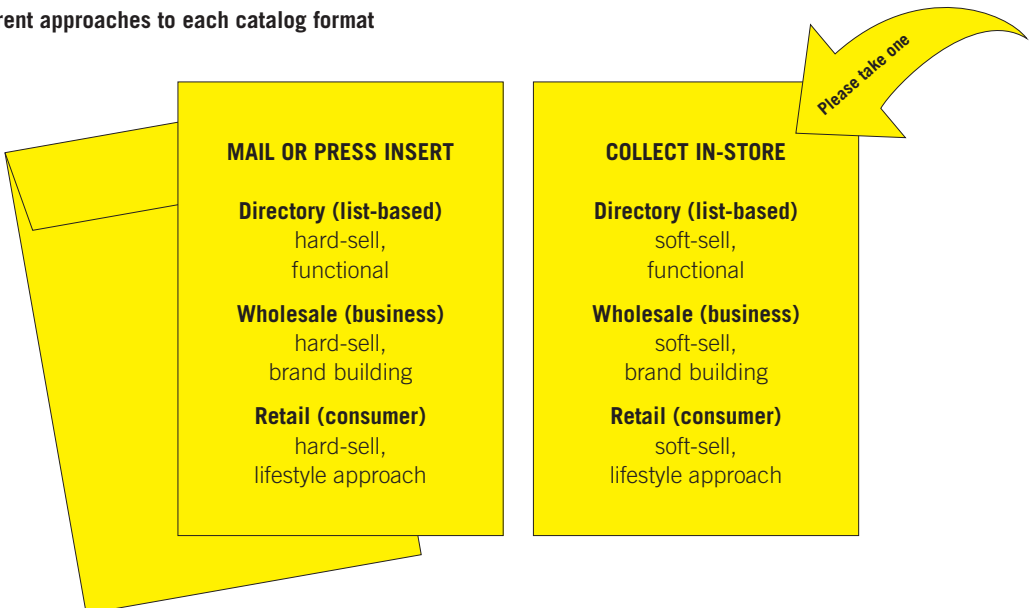 rent approaches to each catalog format
Please take one
MAIL OR PRESS INSERT
Directory (list-based)
hard-sell,
functional
Wholesale (business)
hard-sell,
brand building
Retail (consumer)
hard-sell,
lifestyle approach
COLLECT IN-STORE
Directory (list-based)
soft-sell,
functional
Wholesale (business)
soft-sell,
brand building
Retail (consumer)
soft-sell,
lifestyle approach